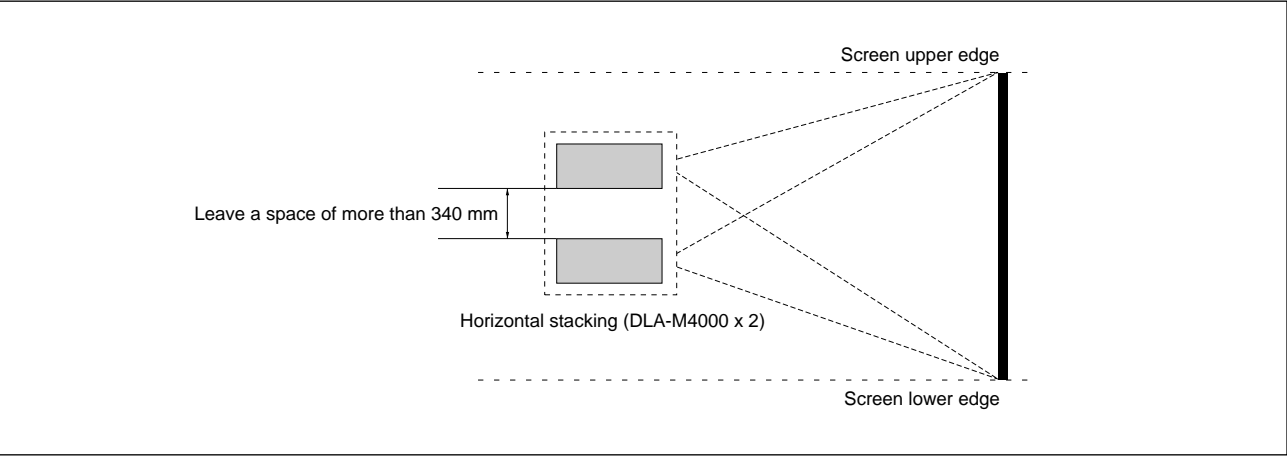 Screen upper edge
Leave a space of more than 340 mm
Horizontal stacking (DLA-M4000 x 2)
Screen lower edge